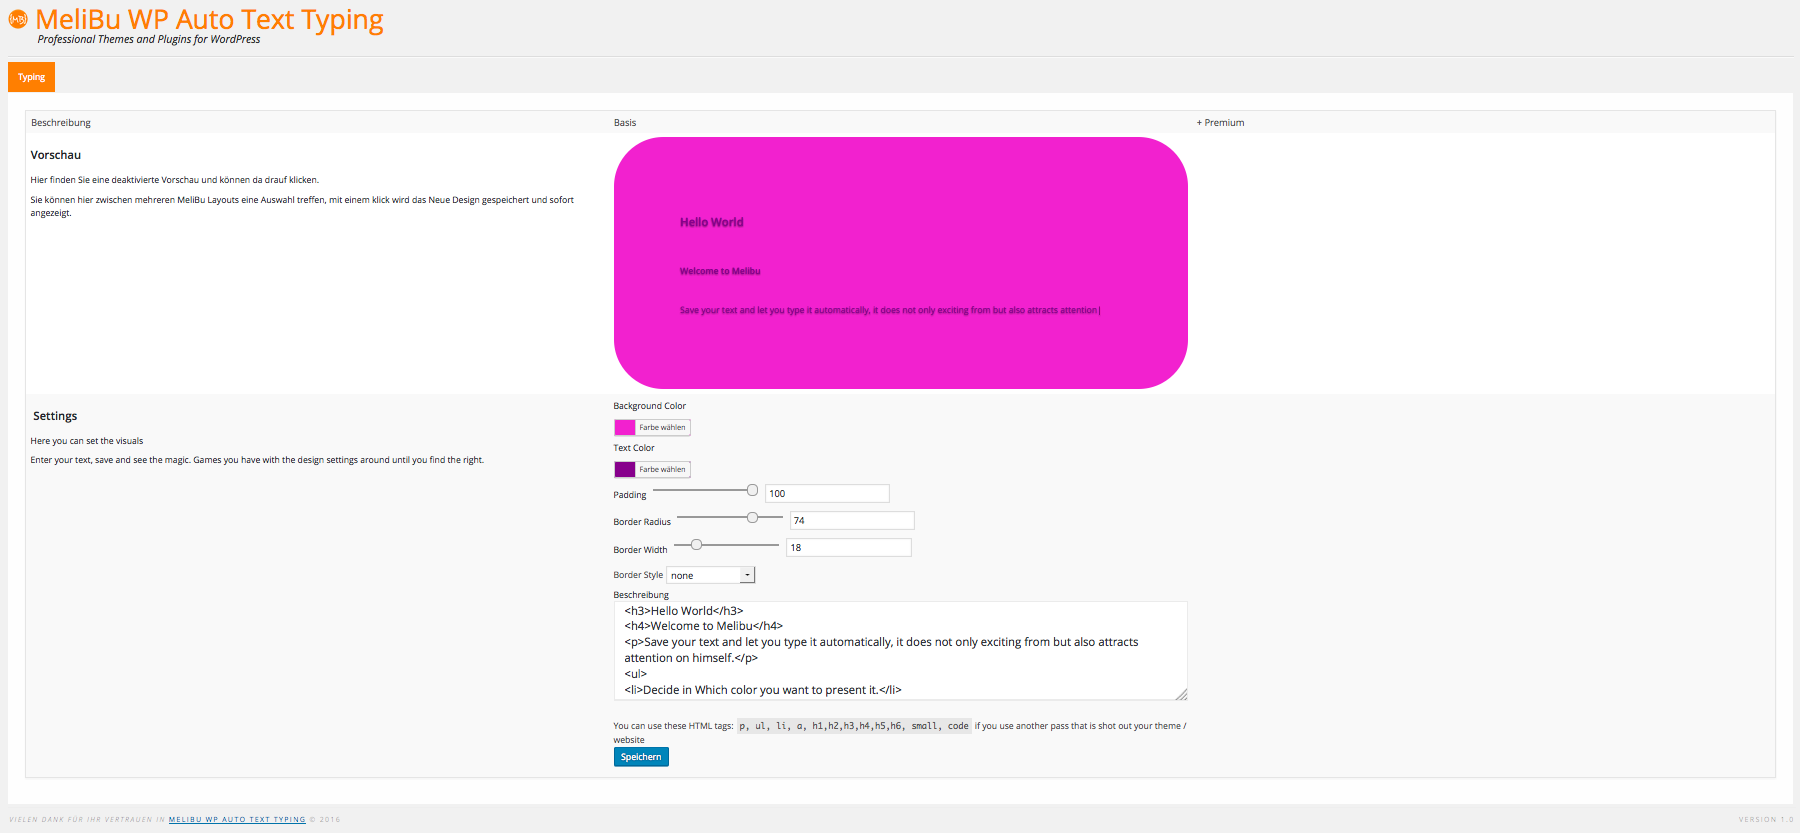 MeliBu WP Auto Text Typing
Professional Themes and Plugins for WordPress
Typing
Beschreibung
Basis
+ Premium
Vorschau
Hier finden Sie eine deaktivierte Vorschau und können da drauf klicken.
Sie können hier zwischen mehreren MeliBu Layouts eine Auswahl treffen, mit einem klick wird das Neue Design gespeichert und sofort
angezeigt.
Hello World
Welcome to Melibu
Save your text and let you type it automatically, it does not only exciting from but also attracts attention|
Settings
Here you can set the visuals
Enter your text, save and see the magic. Games you have with the design settings around until you find the right.
Background Color
Farbe wählen
Text Color
Farbe wählen
Padding 100
Border Radius 74
Border Width 18
Border Style none
Beschreibung
<h3>Hello World</h3>
<h4>Welcome to Melibu</h4>
<p>Save your text and let you type it automatically, it does not only exciting from but also attracts
attention on himself.</p>
<ul>
<li>Decide in Which color you want to present it.</li>
You can use these HTML tags: p, ul, li, a, h1,h2,h3,h4,h5,h6, small, code if you use another pass that is shot out your theme /
website
Speichern
VIELEN DANK FÜR IHR VERTRAUEN IN MELIBU WP AUTO TEXT TYPING © 2016
VERSION 1.0